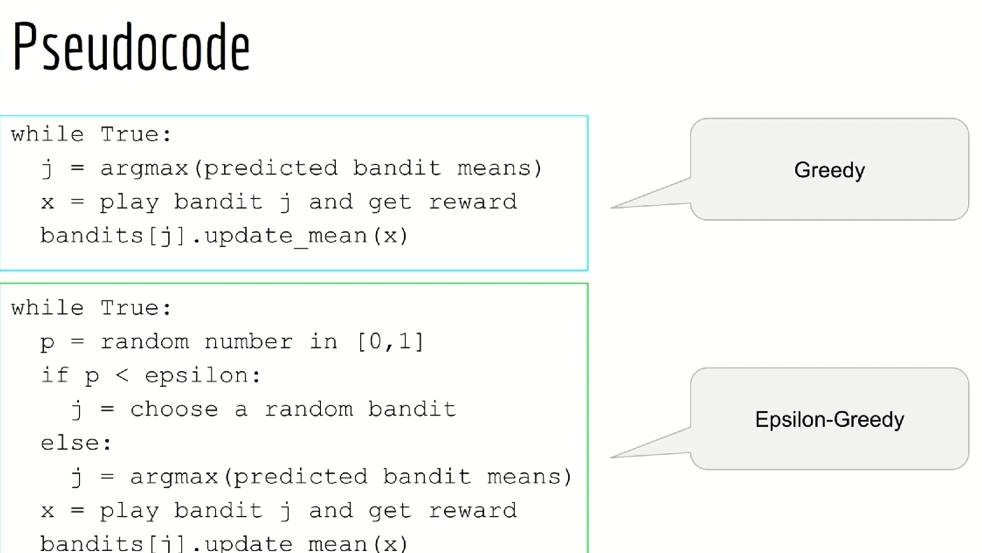 Pseudocode
while True:
  j = argmax(predicted bandit means)
  x = play bandit j and get reward
  bandits[j].update_mean(x)
Greedy
while True:
  p = random number in [0,1]
  if p < epsilon:
    j = choose a random bandit
  else:
    j = argmax(predicted bandit means)
  x = play bandit j and get reward
  bandits[j].update_mean(x)
Epsilon-Greedy